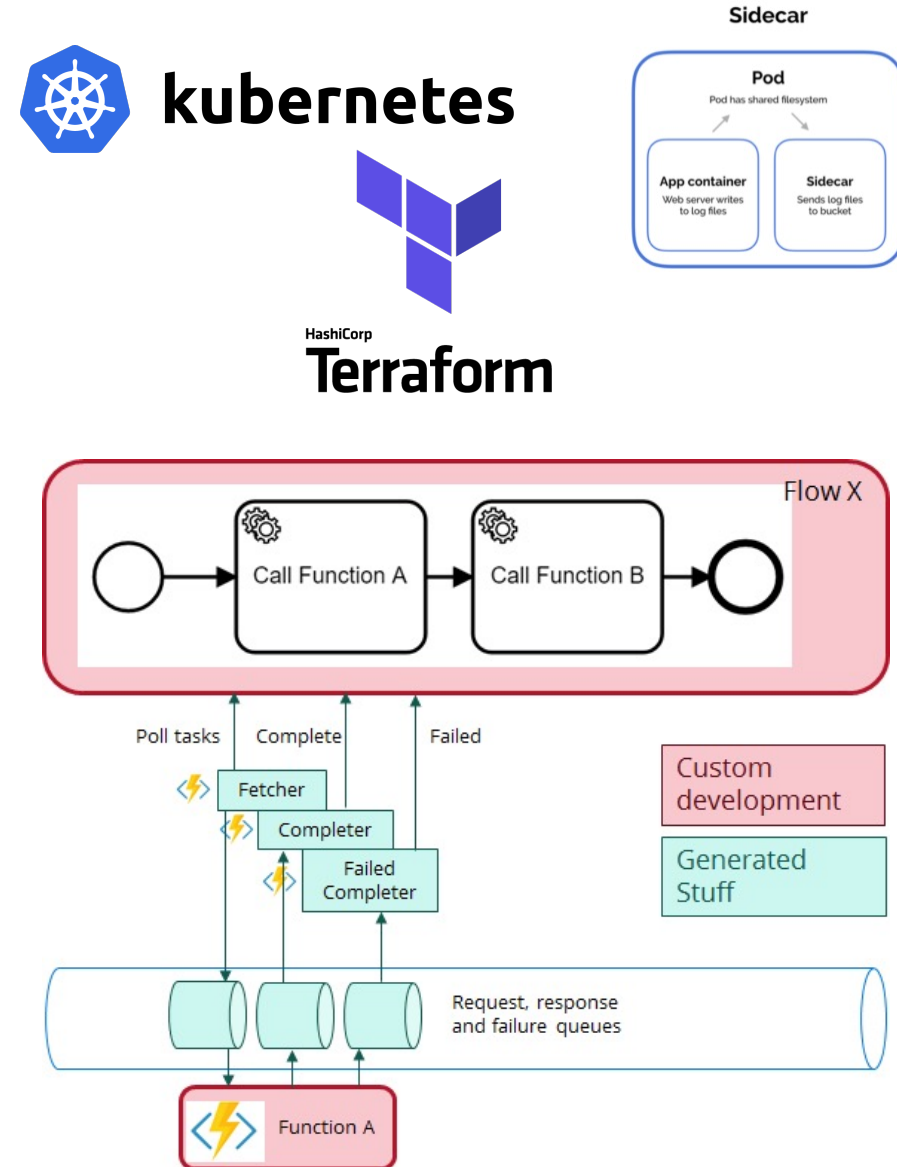 Sidecar
kubernetes
Pod
Pod has shared filesystem
App container
Web server writes
to log files
Sidecar
Sends log files
to bucket
HashiCorp
Terraform
Flow X
Call Function A
Call Function B
Poll tasks
Complete
Failed
Fetcher
Completer
Failed
Completer
Custom
development
Generated
Stuff
Request, response
and failure queues
Function A